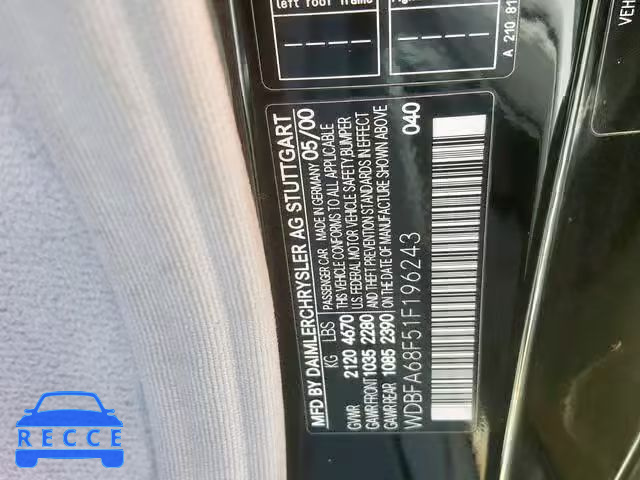 left roof frame
A 210 81
VEH
MFD BY DAIMLERCHRYSLER AG STUTTGART
PASSENGER CAR MADE IN GERMANY 05/00
KG LBS THIS VEHICLE CONFORMS TO ALL APPLICABLE
GVWR 2120 4670 U.S. FEDERAL MOTOR VEHICLE SAFETY,BUMPER
GAWR FRONT 1035 2280 AND THEFT PREVENTION STANDARDS IN EFFECT
GAWR REAR 1085 2390 ON THE DATE OF MANUFACTURE SHOWN ABOVE
040
WDBFA68F51F196243
RECCE